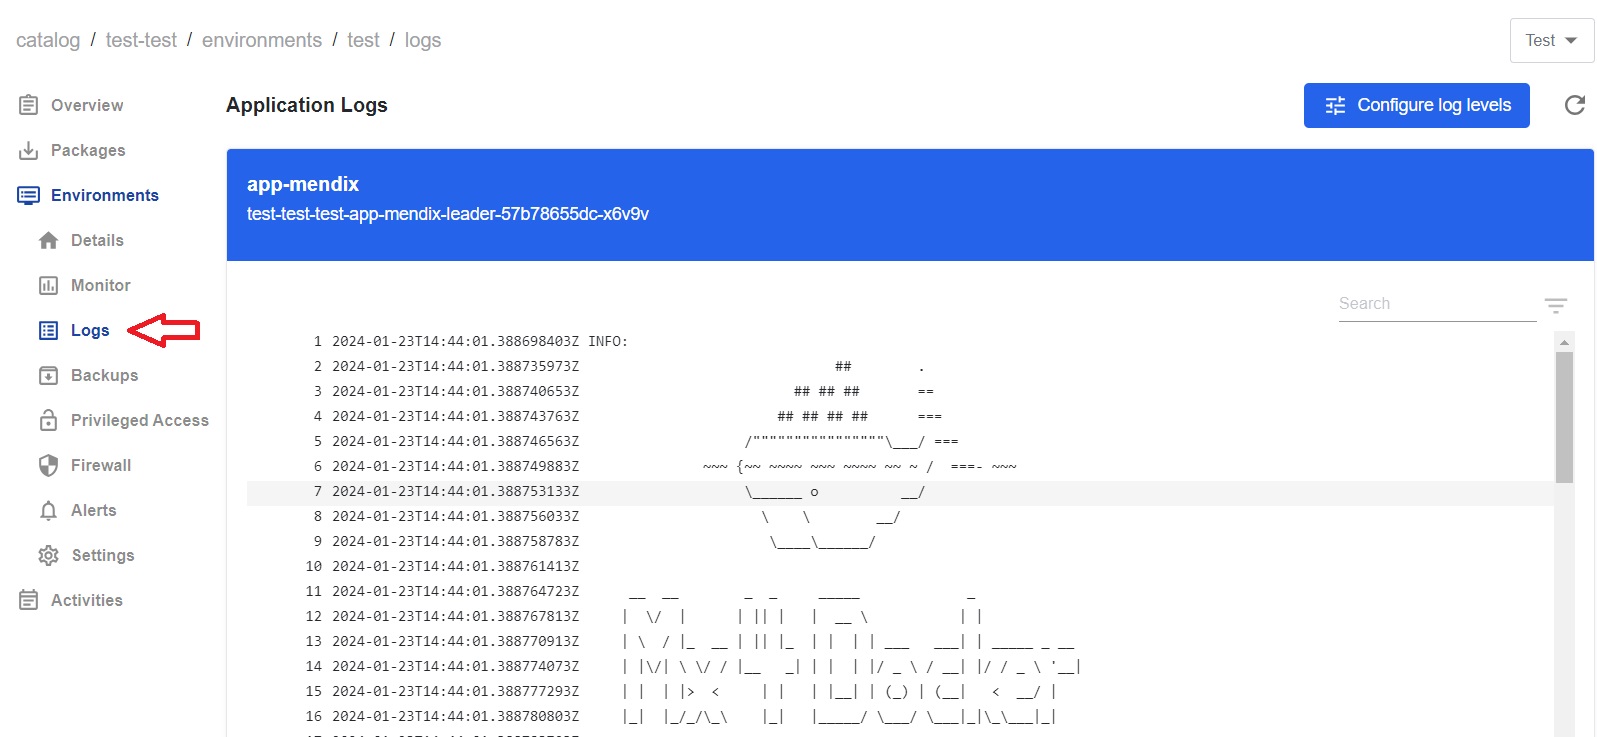 catalog / test-test / environments / test / logs
Test
Overview
Packages
Environments
Details
Monitor
Logs
Backups
Privileged Access
Firewall
Alerts
Settings
Activities
Application Logs
Configure log levels
app-mendix
test-test-test-app-mendix-leader-57b78655dc-x6v9v
Search
1 2024-01-23T14:44:01.388698403Z INFO:
2 2024-01-23T14:44:01.388735973Z                               ##        .
3 2024-01-23T14:44:01.388740653Z                          ## ## ##       ==
4 2024-01-23T14:44:01.388743763Z                        ## ## ## ##      ===
5 2024-01-23T14:44:01.388746563Z                    /""""""""""""""""\___/ ===
6 2024-01-23T14:44:01.388749883Z               ~~~ {~~ ~~~~ ~~~ ~~~~ ~~ ~ /  ===- ~~~
7 2024-01-23T14:44:01.388753133Z                    \______ o          __/
8 2024-01-23T14:44:01.388756033Z                      \    \        __/
9 2024-01-23T14:44:01.388758783Z                       \____\______/
10 2024-01-23T14:44:01.388761413Z
11 2024-01-23T14:44:01.388764723Z      __  __        _  _     _____             _
12 2024-01-23T14:44:01.388767813Z     |  \/  |      | || |   |  __ \           | |
13 2024-01-23T14:44:01.388770913Z     | \  / |_  __ | || |_  | |  | | ___   ___| | _____ _ __
14 2024-01-23T14:44:01.388774073Z     | |\/| \ \/ / |__   _| | |  | |/ _ \ / __| |/ / _ \ '__|
15 2024-01-23T14:44:01.388777293Z     | |  | |>  <     | |   | |__| | (_) | (__|   <  __/ |
16 2024-01-23T14:44:01.388780803Z     |_|  |_/_/\_\    |_|   |_____/ \___/ \___|_|\_\___|_|